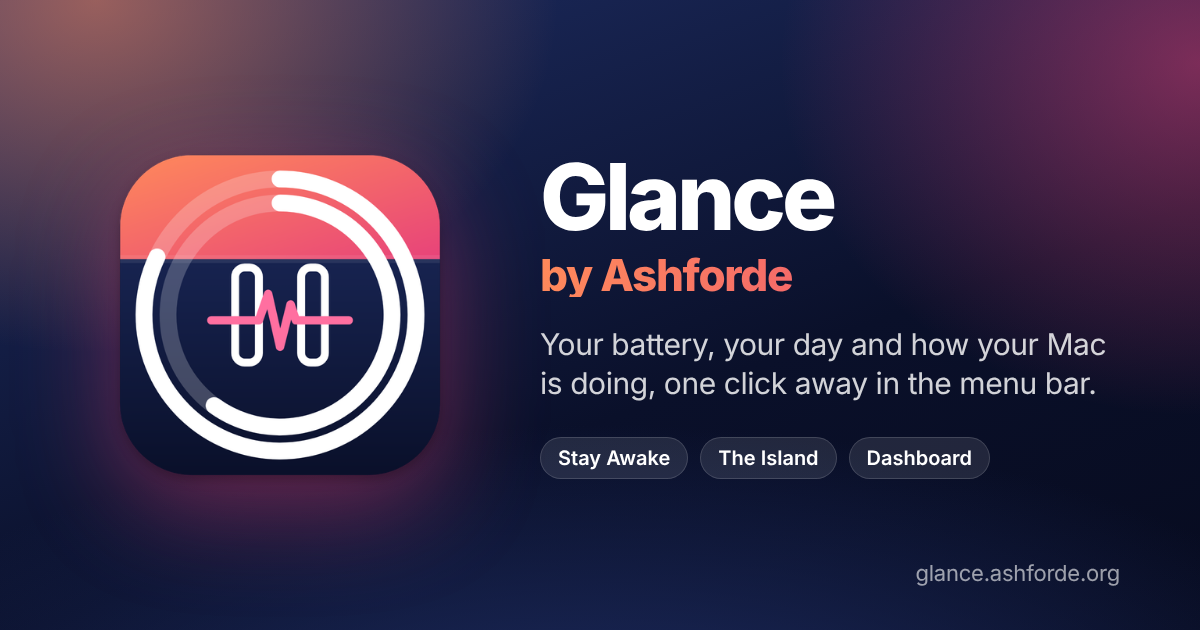 Glance
by Ashforde
Your battery, your day and how your Mac
is doing, one click away in the menu bar.
Stay Awake
The Island
Dashboard
glance.ashforde.org